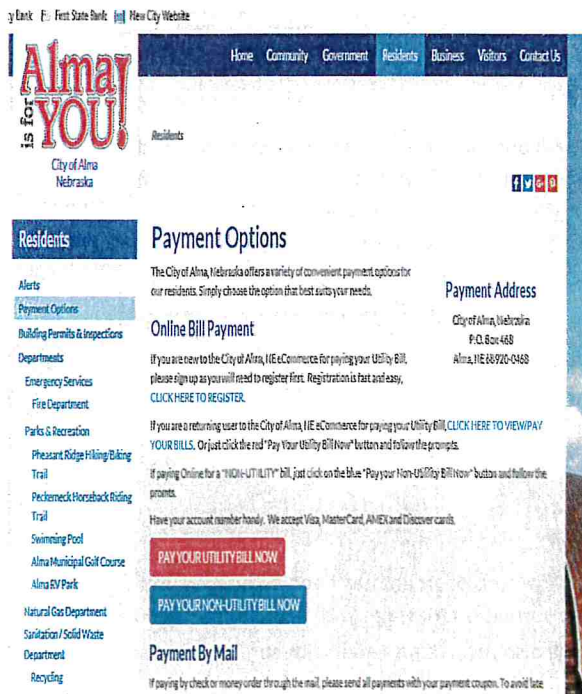 y Bank First State Bank New City Website
Home Community Government Residents Business Visitors Contact Us
Alma
is for
YOU!
City of Alma
Nebraska
Residents
Residents
Alerts
Payment Options
Building Permits & Inspections
Departments
Emergency Services
Fire Department
Parks & Recreation
Pheasant Ridge Hiking/Biking
Trail
Peckerneck Horseback Riding
Trail
Swimming Pool
Alma Municipal Golf Course
Alma RV Park
Natural Gas Department
Sanitation / Solid Waste
Department
Recycling
Payment Options
The City of Alma, Nebraska offers a variety of convenient payment options for
our residents. Simply choose the option that best suits your needs.
Payment Address
City of Alma, Nebraska
P.O. Box 468
Alma, NE 68920-0468
Online Bill Payment
If you are new to the City of Alma, NE eCommerce for paying your Utility Bill,
please sign up as you will need to register first. Registration is fast and easy,
CLICK HERE TO REGISTER.
If you are a returning user to the City of Alma, NE eCommerce for paying your Utility Bill, CLICK HERE TO VIEW/PAY
YOUR BILLS. Or just click the red "Pay Your Utility Bill Now" button and follow the prompts.
If paying Online for a "NON-UTILITY" bill, just click on the blue "Pay your Non-Utility Bill Now" button and follow the
promts.
Have your account number handy. We accept Visa, MasterCard, AMEX and Discover cards.
PAY YOUR UTILITY BILL NOW
PAY YOUR NON-UTILITY BILL NOW
Payment By Mail
If paying by check or money order through the mail, please send all payments with your payment coupon. To avoid late